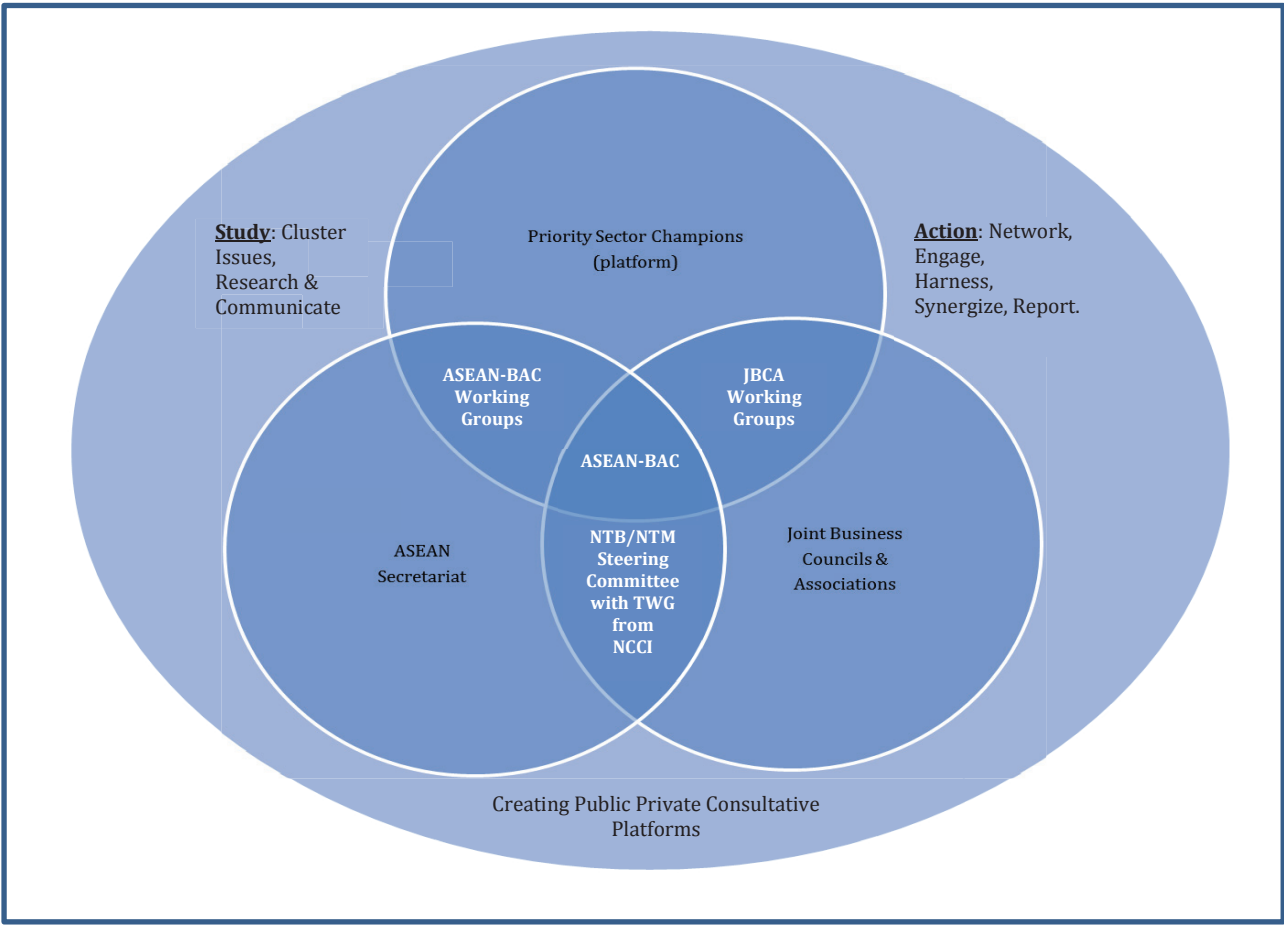 Priority Sector Champions
(platform)
Study: Cluster
Issues,
Research &
Communicate
Action: Network,
Engage,
Harness,
Synergize, Report.
ASEAN-BAC
Working
Groups
JBCA
Working
Groups
ASEAN-BAC
ASEAN
Secretariat
NTB/NTM
Steering
Committee
with TWG
from
NCCI
Joint Business
Councils &
Associations
Creating Public Private Consultative
Platforms